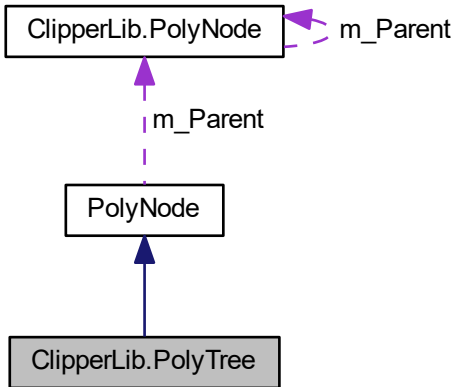 ClipperLib.PolyNode
m_Parent
m_Parent
PolyNode
ClipperLib.PolyTree